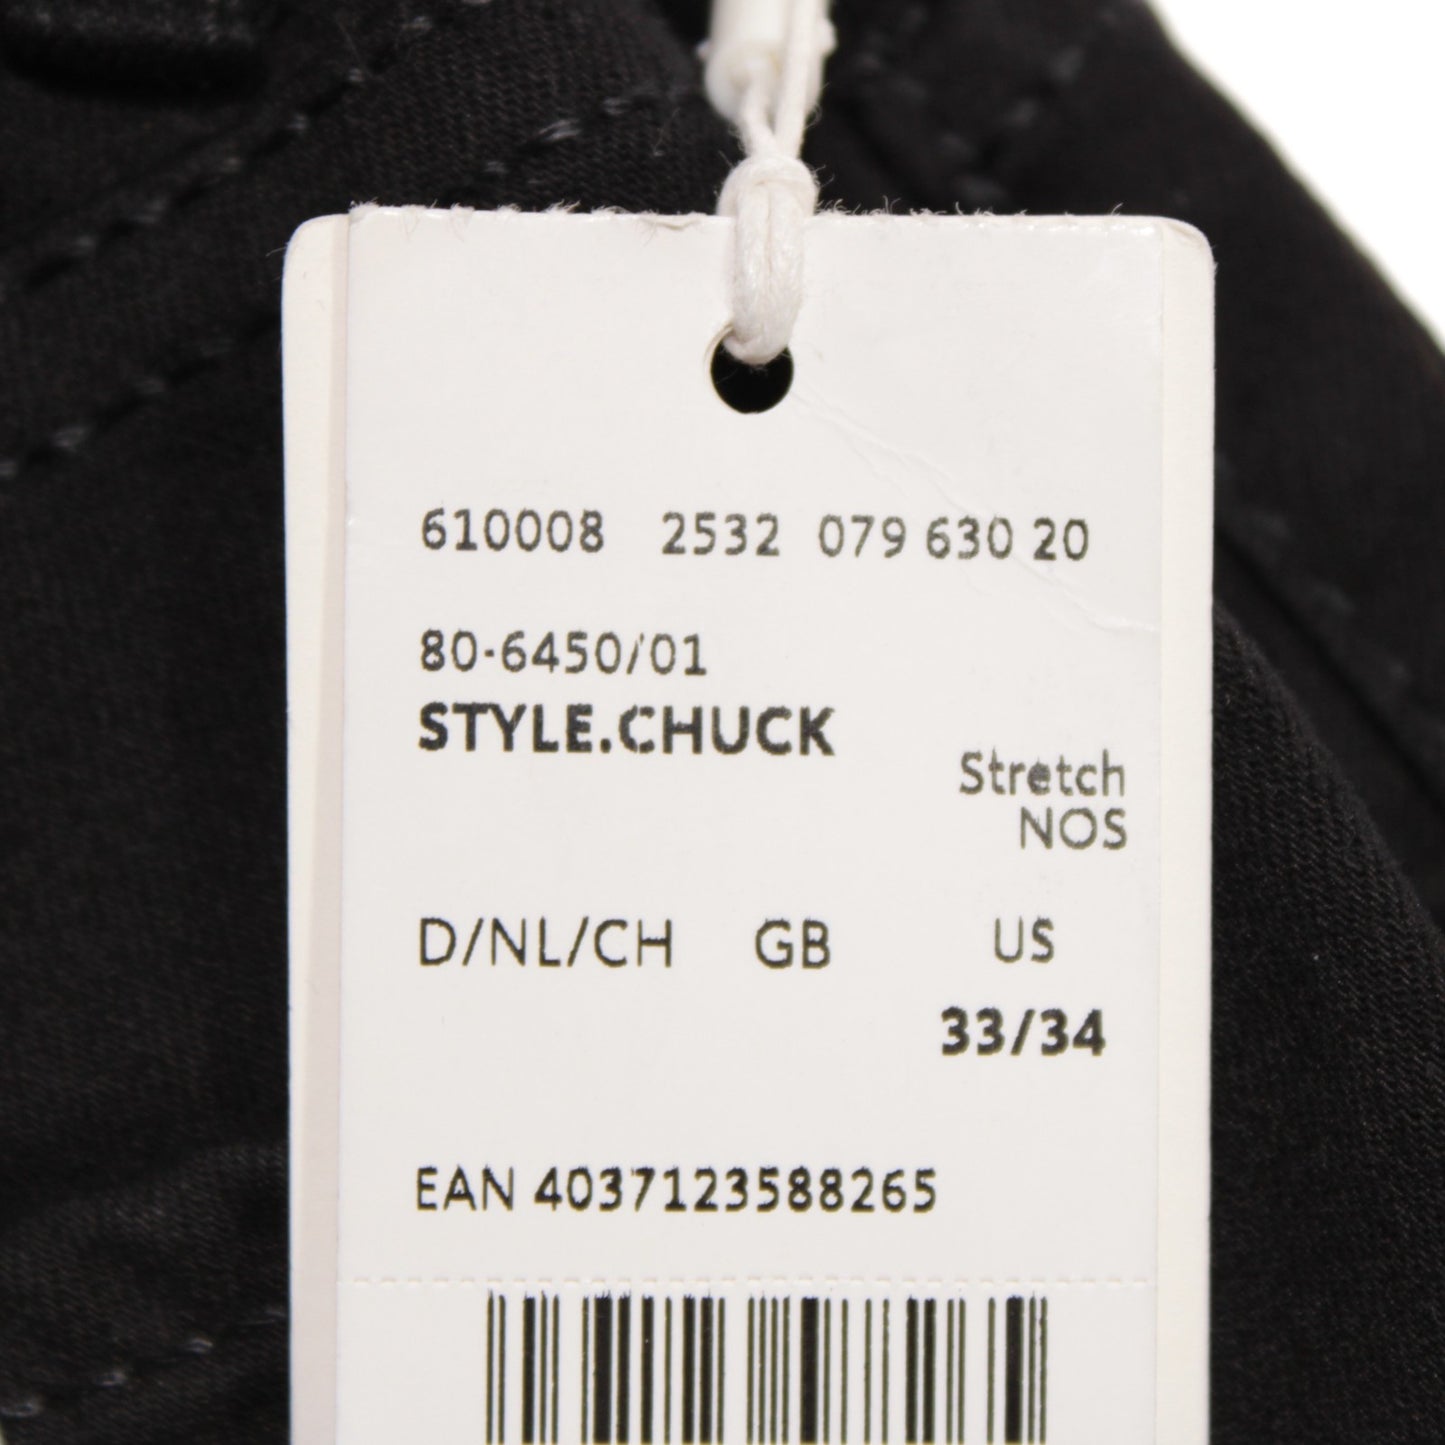 610008 2532 079 630 20
80-6450/01
STYLE.CHUCK
Stretch
NOS
D/NL/CH GB US
33/34
EAN 4037123588265